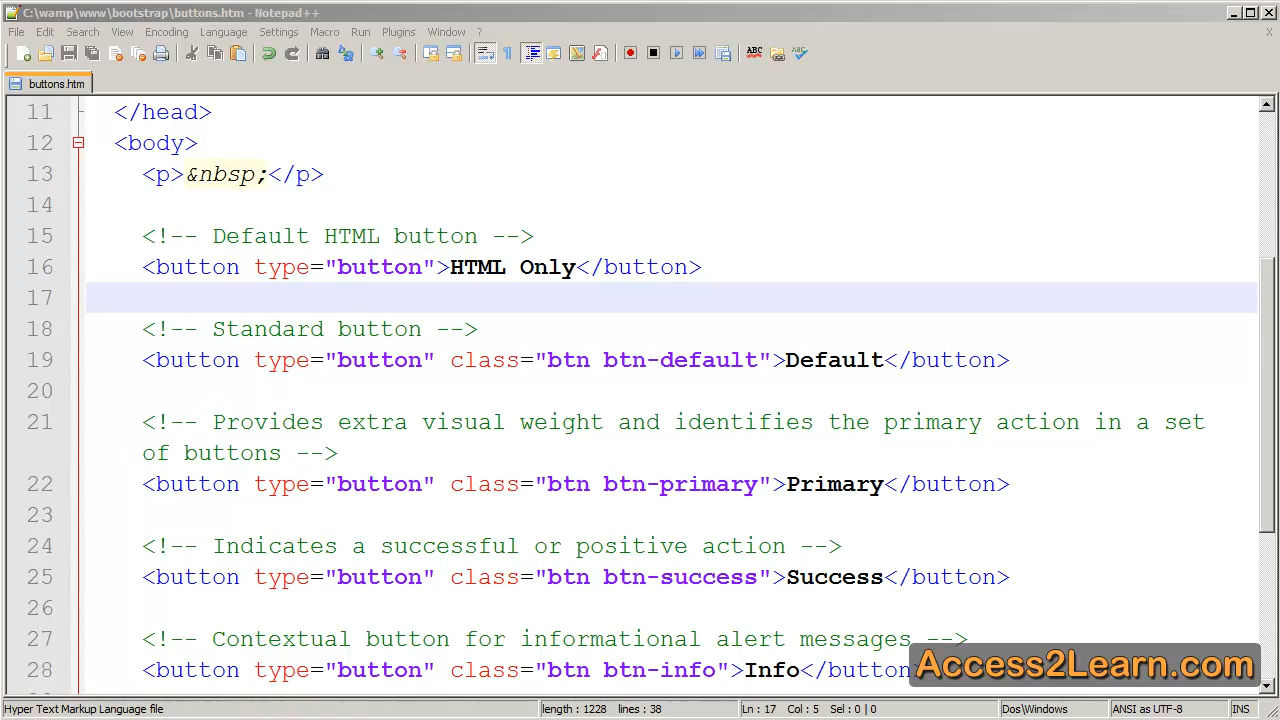 C:\wamp\www\bootstrap\buttons.htm - Notepad++
File Edit Search View Encoding Language Settings Macro Run Plugins Window ? X
buttons.htm
11 </head>
12 <body>
13 <p>&nbsp;</p>
14
15 <!-- Default HTML button -->
16 <button type="button">HTML Only</button>
17
18 <!-- Standard button -->
19 <button type="button" class="btn btn-default">Default</button>
20
21 <!-- Provides extra visual weight and identifies the primary action in a set
of buttons -->
22 <button type="button" class="btn btn-primary">Primary</button>
23
24 <!-- Indicates a successful or positive action -->
25 <button type="button" class="btn btn-success">Success</button>
26
27 <!-- Contextual button for informational alert messages -->
28 <button type="button" class="btn btn-info">Info</button
Access2Learn.com
Hyper Text Markup Language file length : 1228 lines : 38 Ln : 17 Col : 5 Sel : 0 | 0 Dos\Windows ANSI as UTF-8 INS